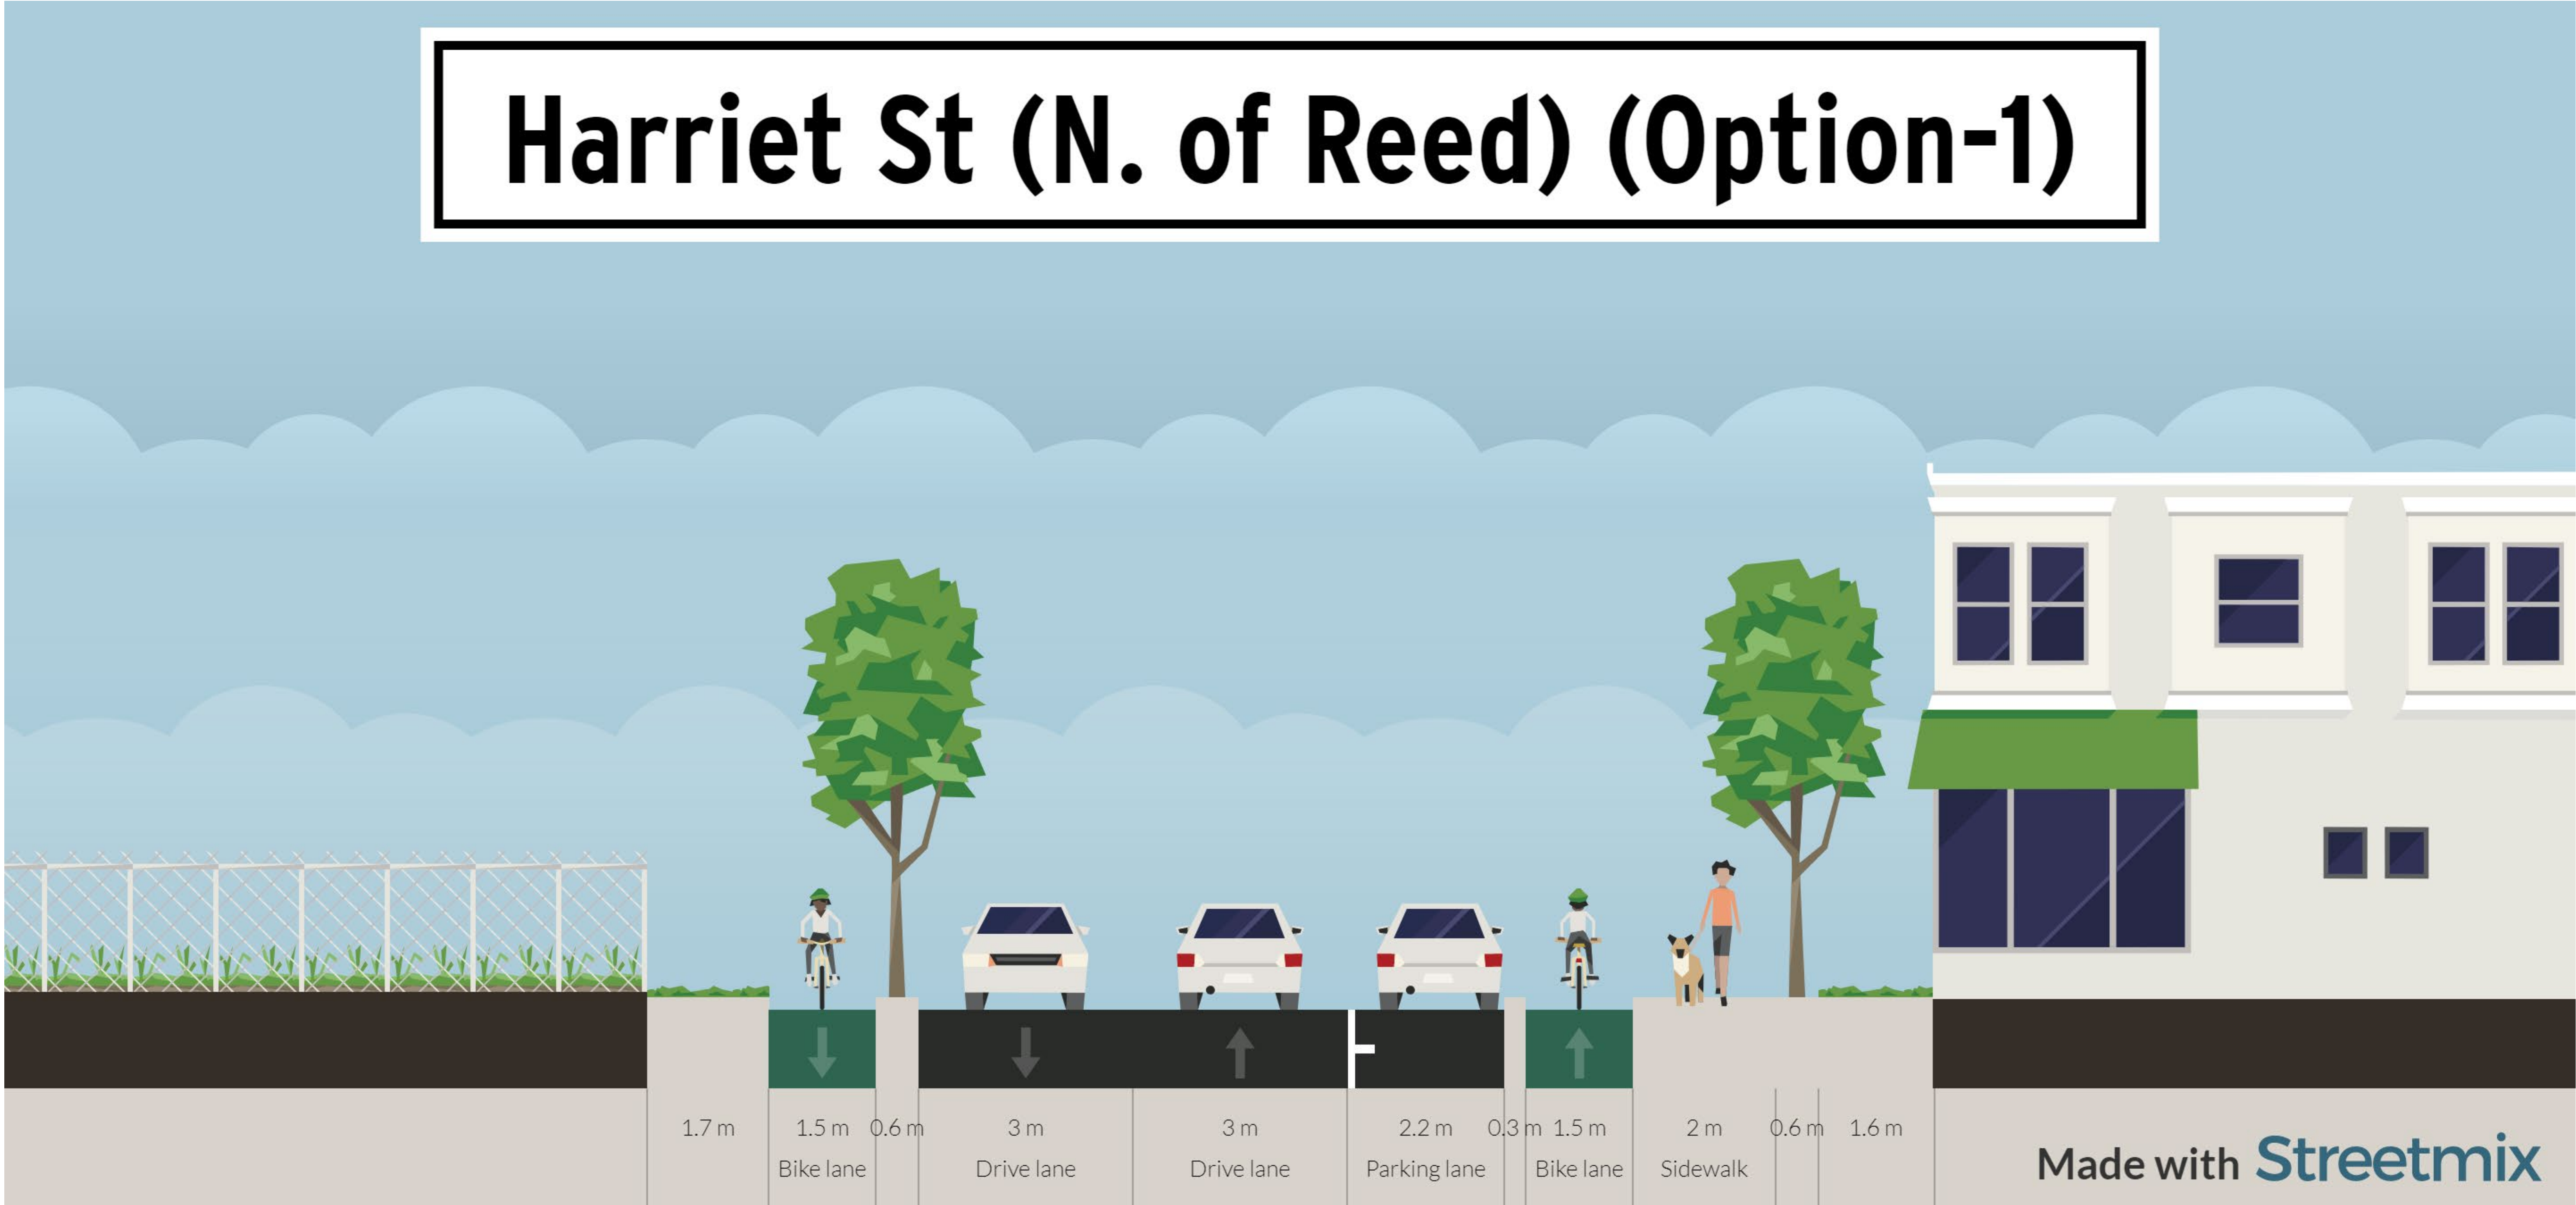 Harriet St (N. of Reed) (Option-1)
1.7 m 1.5 m 0.6 m 3 m 3 m 2.2 m 0.3 m 1.5 m 2 m 0.6 m 1.6 m
Bike lane Drive lane Drive lane Parking lane Bike lane Sidewalk
Made with Streetmix